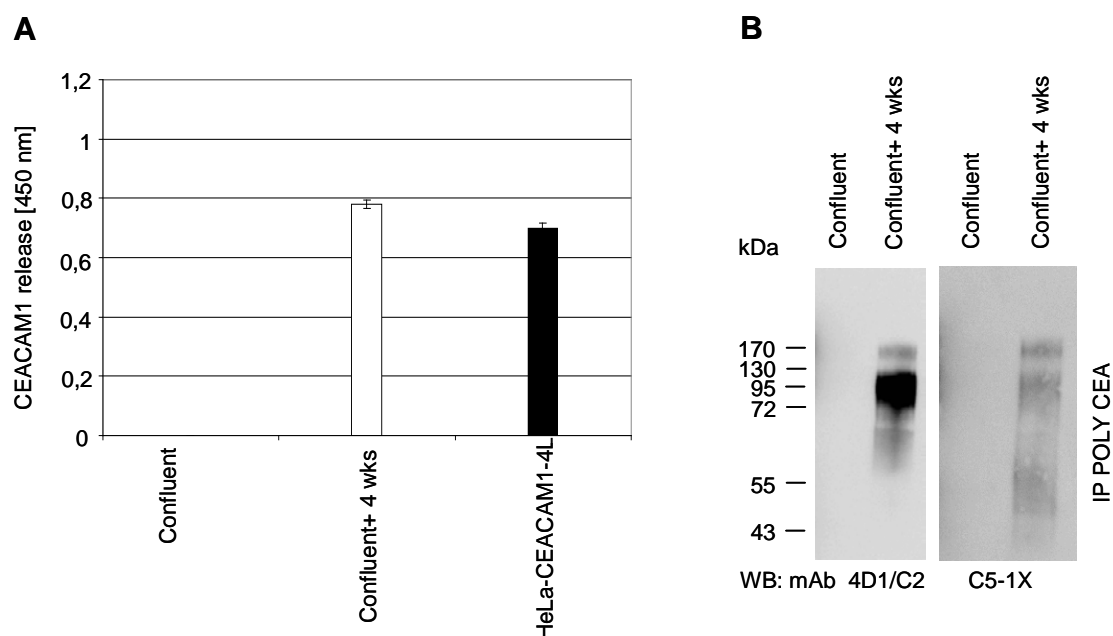 A
CEACAM1 release [450 nm]
1,2
1
0,8
0,6
0,4
0,2
0
Confluent
Confluent+ 4 wks
HeLa-CEACAM1-4L
B
kDa
Confluent
Confluent+ 4 wks
Confluent
Confluent+ 4 wks
170
130
95
72
55
43
IP POLY CEA
WB: mAb 4D1/C2 C5-1X